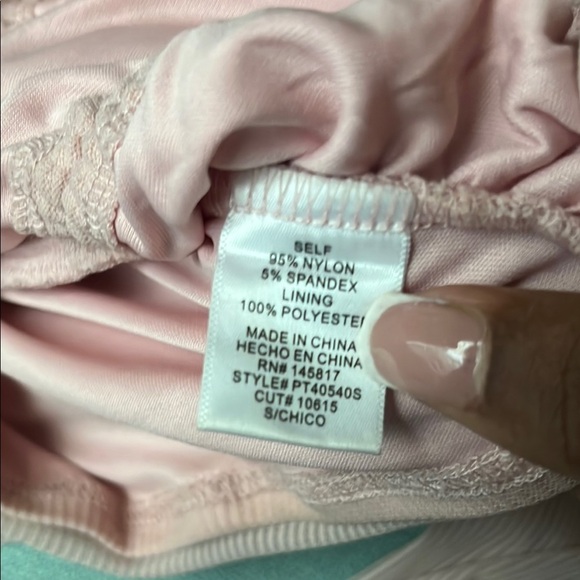 SELF
95% NYLON
5% SPANDEX
LINING
100% POLYESTER
MADE IN CHINA
HECHO EN CHINA
RN# 145817
STYLE# PT40540S
CUT# 10615
S/CHICO